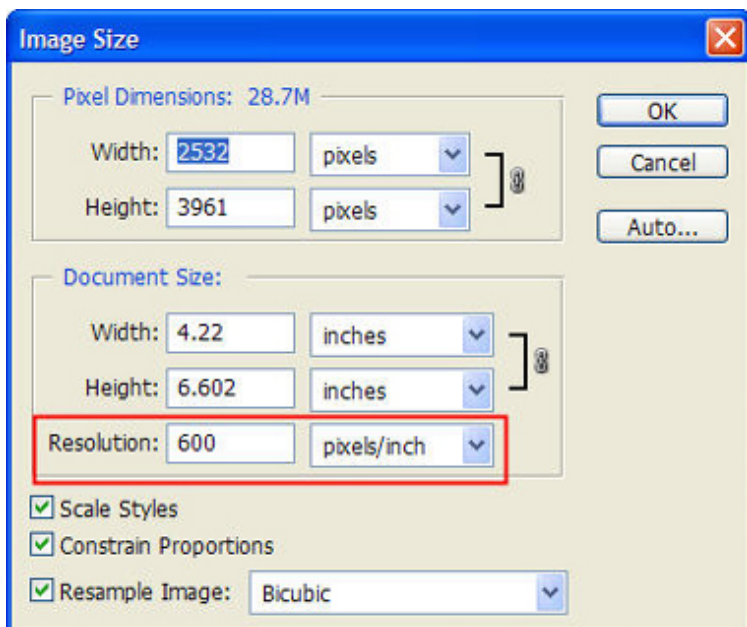 Image Size
Pixel Dimensions: 28.7M
OK
Width: 2532 pixels
Cancel
Height: 3961 pixels
Auto...
Document Size:
Width: 4.22 inches
Height: 6.602 inches
Resolution: 600 pixels/inch
Scale Styles
Constrain Proportions
Resample Image: Bicubic